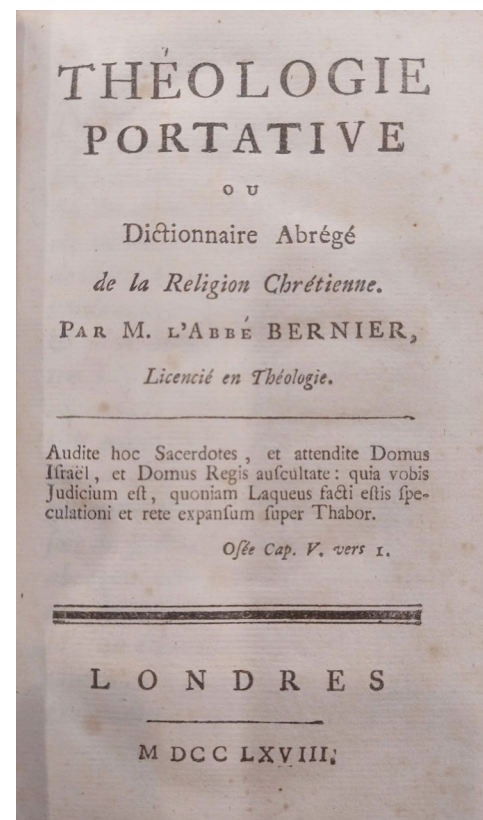 THÉOLOGIE
PORTATIVE
OU
Dictionnaire Abrégé
de la Religion Chrétienne.
PAR M. L'ABBÉ BERNIER,
Licencié en Théologie.
Audite hoc Sacerdotes , et attendite Domus
Iſraël , et Domus Regis auſcultate : quia vobis
Judicium eſt , quoniam Laqueus facti eſtis ſpe-
culationi et rete expanſum ſuper Thabor.
Oſée Cap. V. vers 1.
LONDRES
M DCC LXVIII.